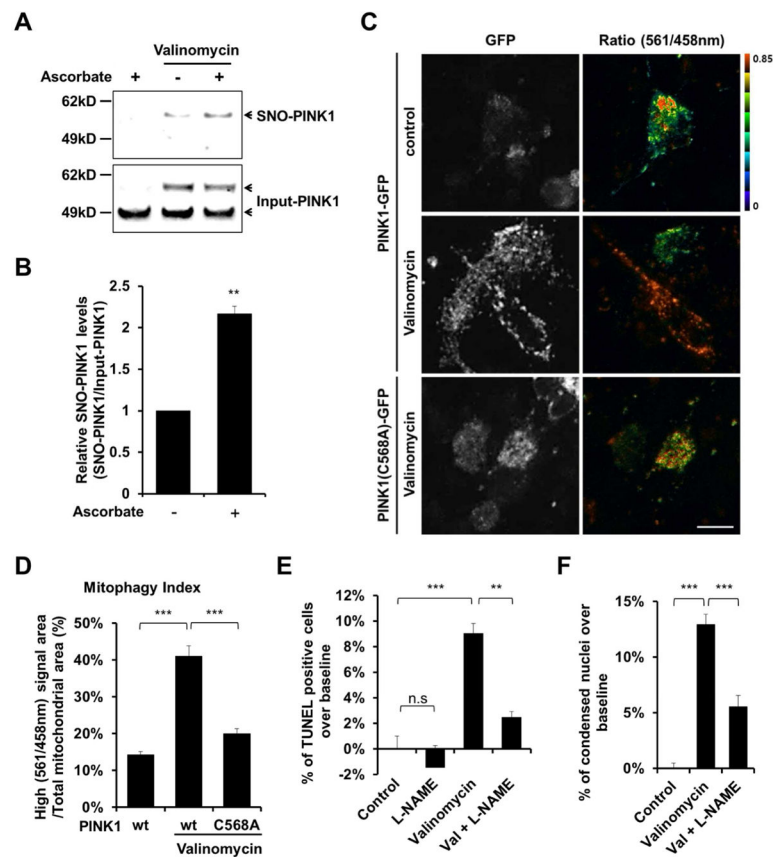 A
Valinomycin
Ascorbate + - +
62kD
SNO-PINK1
49kD
62kD
Input-PINK1
49kD
B
Relative SNO-PINK1 levels
(SNO-PINK1/Input-PINK1)
2.5
2
1.5
1
0.5
0
**
Ascorbate - +
C
GFP
Ratio (561/458nm)
0.85
0
PINK1-GFP
control
Valinomycin
PINK1(C568A)-GFP
Valinomycin
D
Mitophagy Index
High (561/458nm) signal area
/Total mitochondrial area (%)
50%
40%
30%
20%
10%
0%
*** ***
PINK1 wt wt C568A
Valinomycin
E
% of TUNEL positive cells
over baseline
12%
10%
8%
6%
4%
2%
0%
-2%
*** **
n.s
Control
L-NAME
Valinomycin
Val + L-NAME
F
% of condensed nuclei over
baseline
15%
10%
5%
0%
*** ***
Control
Valinomycin
Val + L-NAME